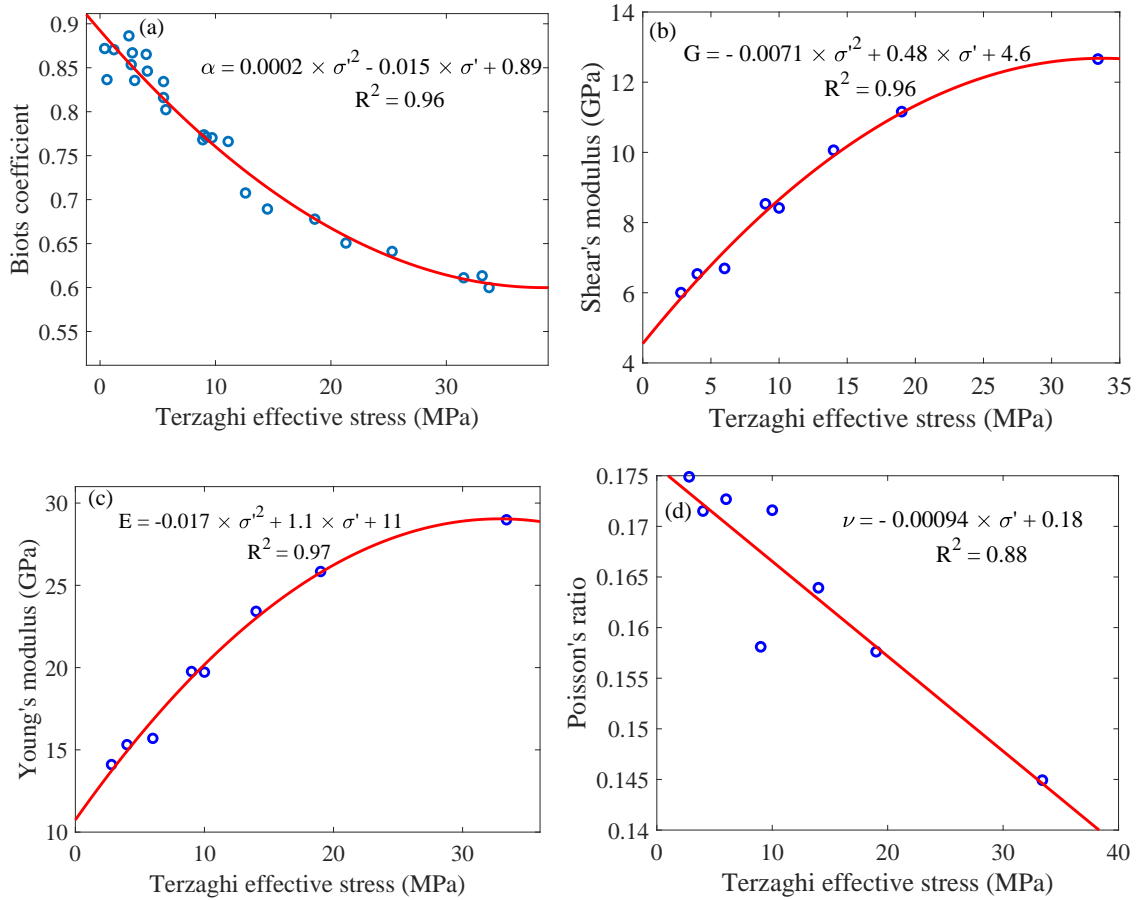 (a)
α = 0.0002 × σ'² - 0.015 × σ' + 0.89
R² = 0.96
0.9
0.85
0.8
0.75
0.7
0.65
0.6
0.55
Biots coefficient
0 10 20 30
Terzaghi effective stress (MPa)
(b)
G = - 0.0071 × σ'² + 0.48 × σ' + 4.6
R² = 0.96
14
12
10
8
6
4
Shear's modulus (GPa)
0 5 10 15 20 25 30 35
Terzaghi effective stress (MPa)
(c)
E = -0.017 × σ'² + 1.1 × σ' + 11
R² = 0.97
30
25
20
15
10
Young's modulus (GPa)
0 10 20 30
Terzaghi effective stress (MPa)
(d)
ν = - 0.00094 × σ' + 0.18
R² = 0.88
0.175
0.17
0.165
0.16
0.155
0.15
0.145
0.14
Poisson's ratio
0 10 20 30 40
Terzaghi effective stress (MPa)